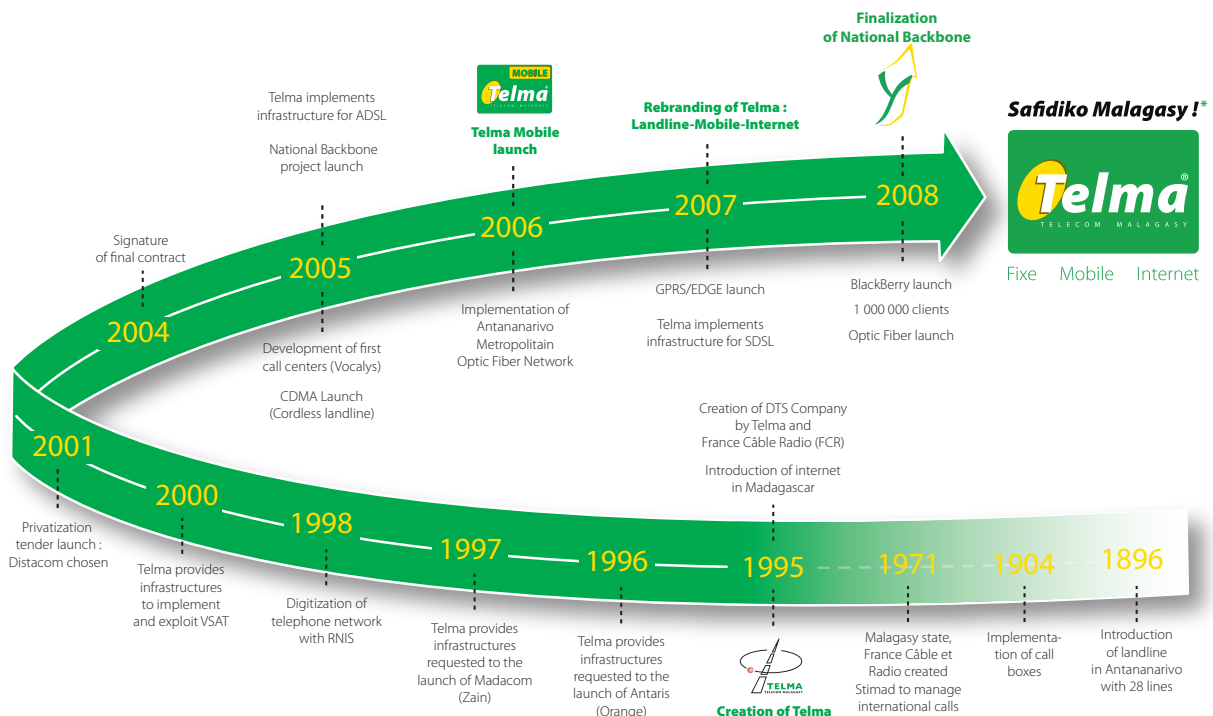 Finalization
of National Backbone
MOBILE
Telma®
TELECOM MALAGASY
Telma implements
infrastructure for ADSL
National Backbone
project launch
Telma Mobile
launch
Rebranding of Telma :
Landline-Mobile-Internet
Safidiko Malagasy !*
Telma®
TELECOM MALAGASY
Fixe Mobile Internet
Signature
of final contract
2004
2005
2006
2007
2008
Development of first
call centers (Vocalys)
CDMA Launch
(Cordless landline)
Implementation of
Antananarivo
Metropolitain
Optic Fiber Network
GPRS/EDGE launch
Telma implements
infrastructure for SDSL
BlackBerry launch
1 000 000 clients
Optic Fiber launch
Creation of DTS Company
by Telma and
France Câble Radio (FCR)
Introduction of internet
in Madagascar
2001
2000
1998
1997
1996
1995
1971
1904
1896
Privatization
tender launch :
Distacom chosen
Telma provides
infrastructures
to implement
and exploit VSAT
Digitization of
telephone network
with RNIS
Telma provides
infrastructures
requested to the
launch of Madacom
(Zain)
Telma provides
infrastructures
requested to the
launch of Antaris
(Orange)
TELMA
TELECOM MALAGASY
Creation of Telma
Malagasy state,
France Câble et
Radio created
Stimad to manage
international calls
Implementa-
tion of call
boxes
Introduction
of landline
in Antananarivo
with 28 lines